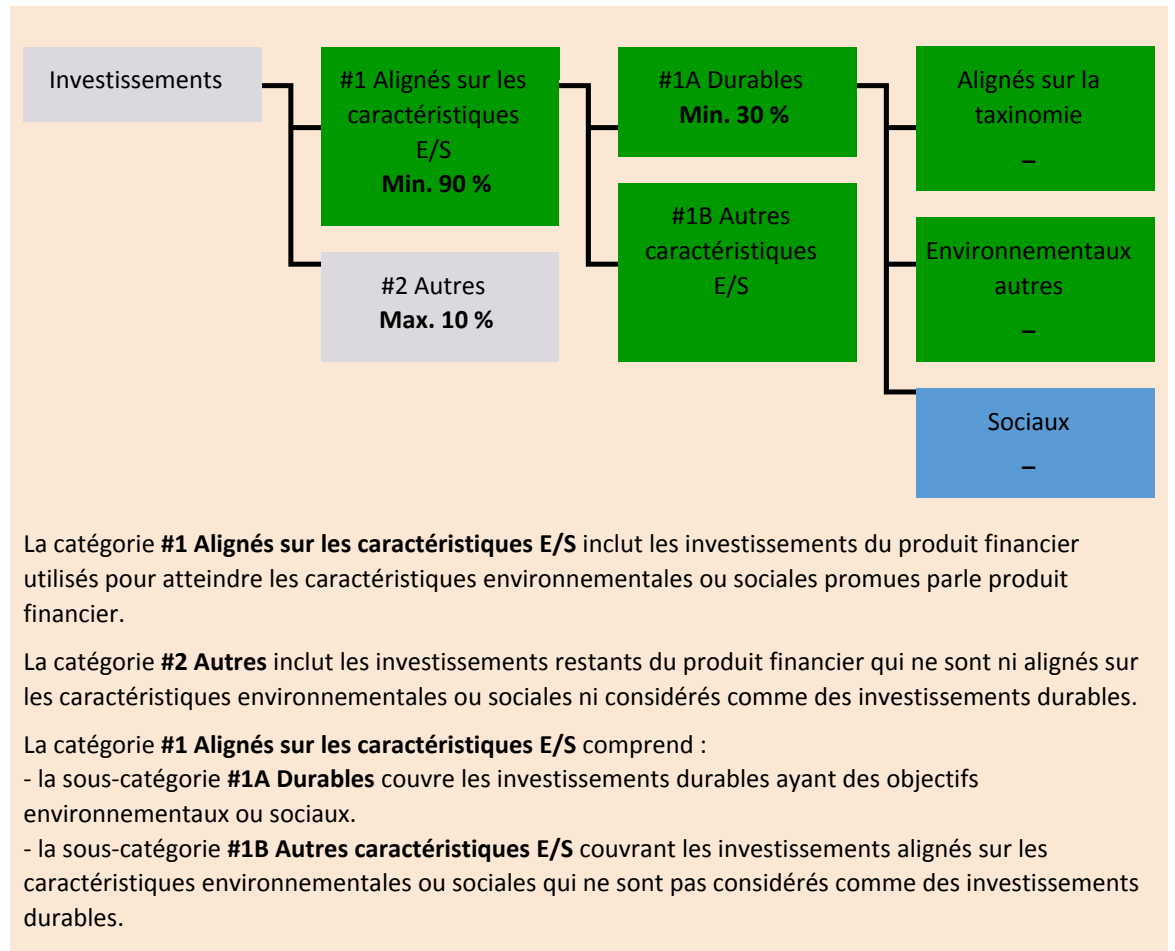 Investissements
#1 Alignés sur les
caractéristiques
E/S
Min. 90 %
#2 Autres
Max. 10 %
#1A Durables
Min. 30 %
#1B Autres
caractéristiques
E/S
Alignés sur la
taxinomie
–
Environnementaux
autres
–
Sociaux
–
La catégorie #1 Alignés sur les caractéristiques E/S inclut les investissements du produit financier
utilisés pour atteindre les caractéristiques environnementales ou sociales promues parle produit
financier.
La catégorie #2 Autres inclut les investissements restants du produit financier qui ne sont ni alignés sur
les caractéristiques environnementales ou sociales ni considérés comme des investissements durables.
La catégorie #1 Alignés sur les caractéristiques E/S comprend :
- la sous-catégorie #1A Durables couvre les investissements durables ayant des objectifs
environnementaux ou sociaux.
- la sous-catégorie #1B Autres caractéristiques E/S couvrant les investissements alignés sur les
caractéristiques environnementales ou sociales qui ne sont pas considérés comme des investissements
durables.